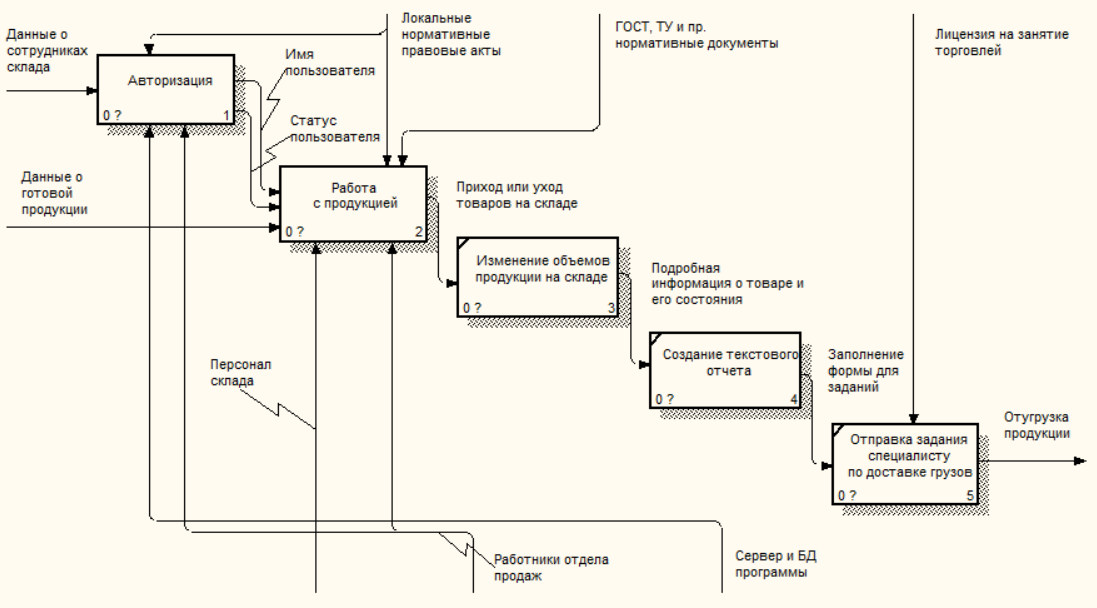 Данные о
сотрудниках
склада
Локальные
нормативные
правовые акты
ГОСТ, ТУ и пр.
нормативные документы
Лицензия на занятие
торговлей
Авторизация
0 ?
1
Имя
пользователя
Статус
пользователя
Данные о
готовой
продукции
Работа
с продукцией
0 ?
2
Приход или уход
товаров на складе
Изменение объемов
продукции на складе
0 ?
3
Подробная
информация о товаре и
его состояния
Создание текстового
отчета
0 ?
4
Заполнение
формы для
заданий
Персонал
склада
Отправка задания
специалисту
по доставке грузов
0 ?
5
Отугрузка
продукции
Работники отдела
продаж
Сервер и БД
программы